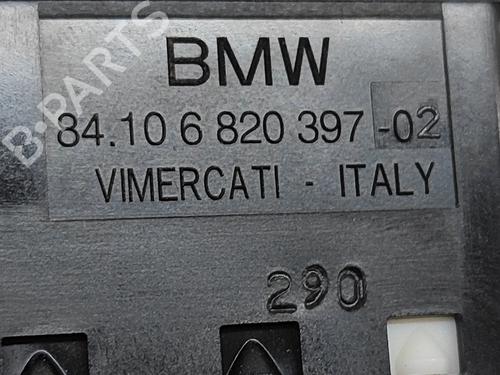 BMW
84.10 6 820 397 -02
VIMERCATI - ITALY
290
B-PARTS